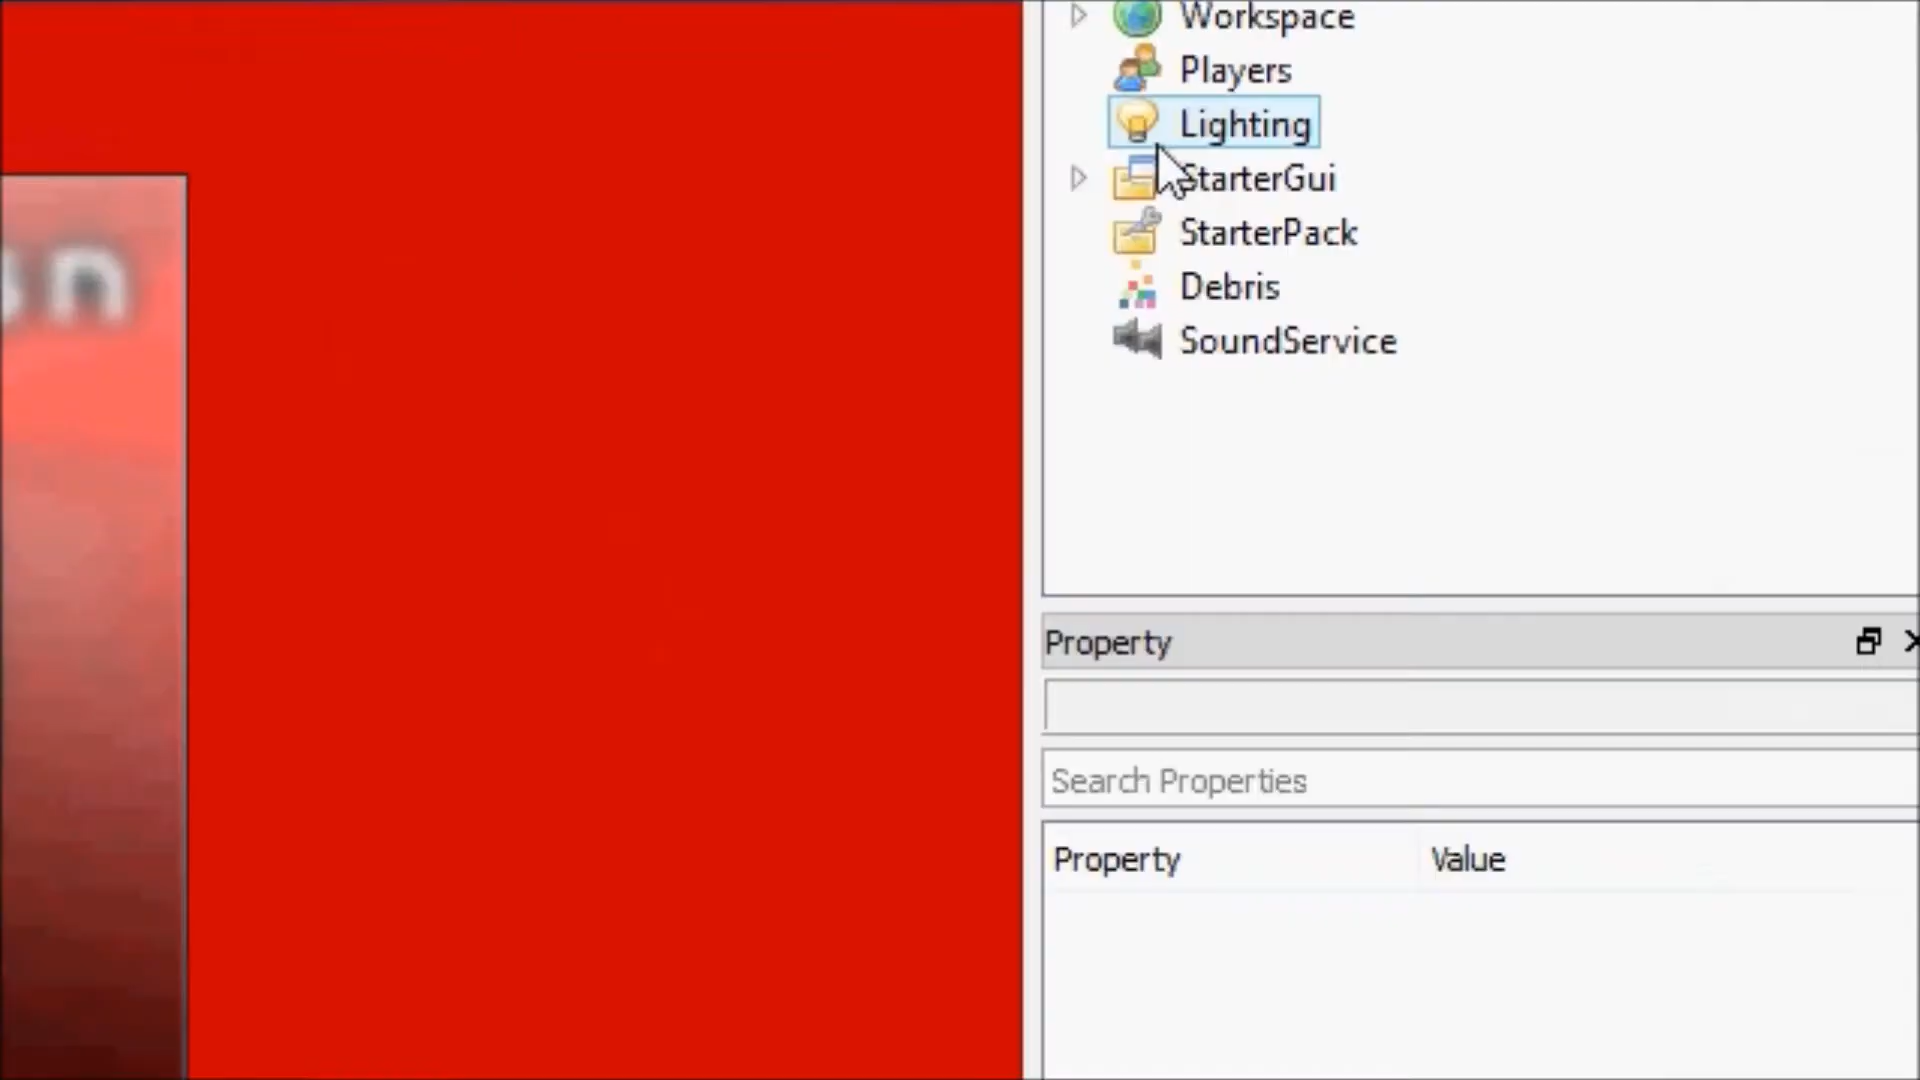 Workspace
Players
Lighting
StarterGui
StarterPack
Debris
SoundService
Property
Search Properties
Property Value